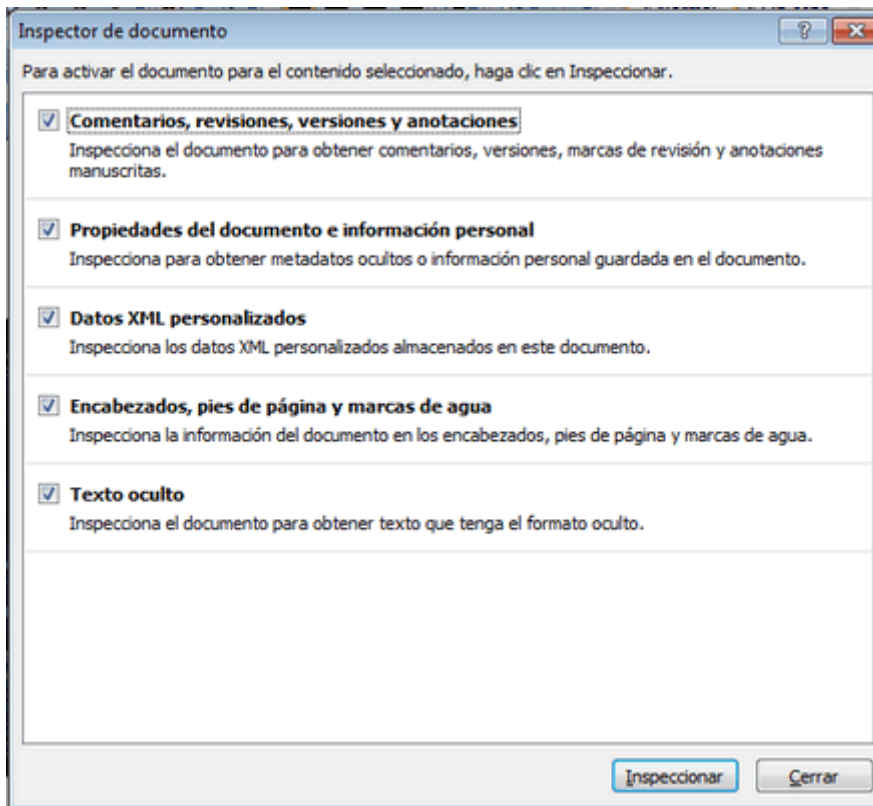 Inspector de documento
Para activar el documento para el contenido seleccionado, haga clic en Inspeccionar.
Comentarios, revisiones, versiones y anotaciones
Inspecciona el documento para obtener comentarios, versiones, marcas de revisión y anotaciones
manuscritas.
Propiedades del documento e información personal
Inspecciona para obtener metadatos ocultos o información personal guardada en el documento.
Datos XML personalizados
Inspecciona los datos XML personalizados almacenados en este documento.
Encabezados, pies de página y marcas de agua
Inspecciona la información del documento en los encabezados, pies de página y marcas de agua.
Texto oculto
Inspecciona el documento para obtener texto que tenga el formato oculto.
Inspeccionar Cerrar